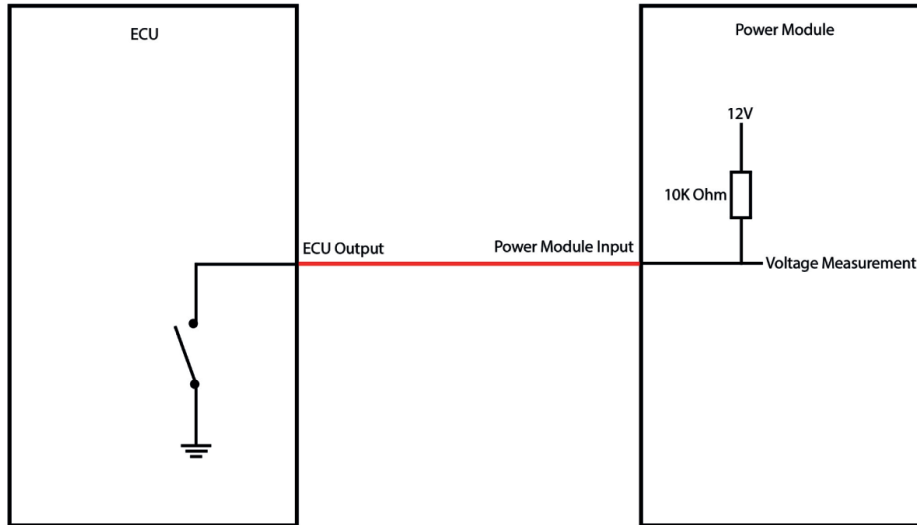 ECU
Power Module
12V
10K Ohm
ECU Output
Power Module Input
Voltage Measurement